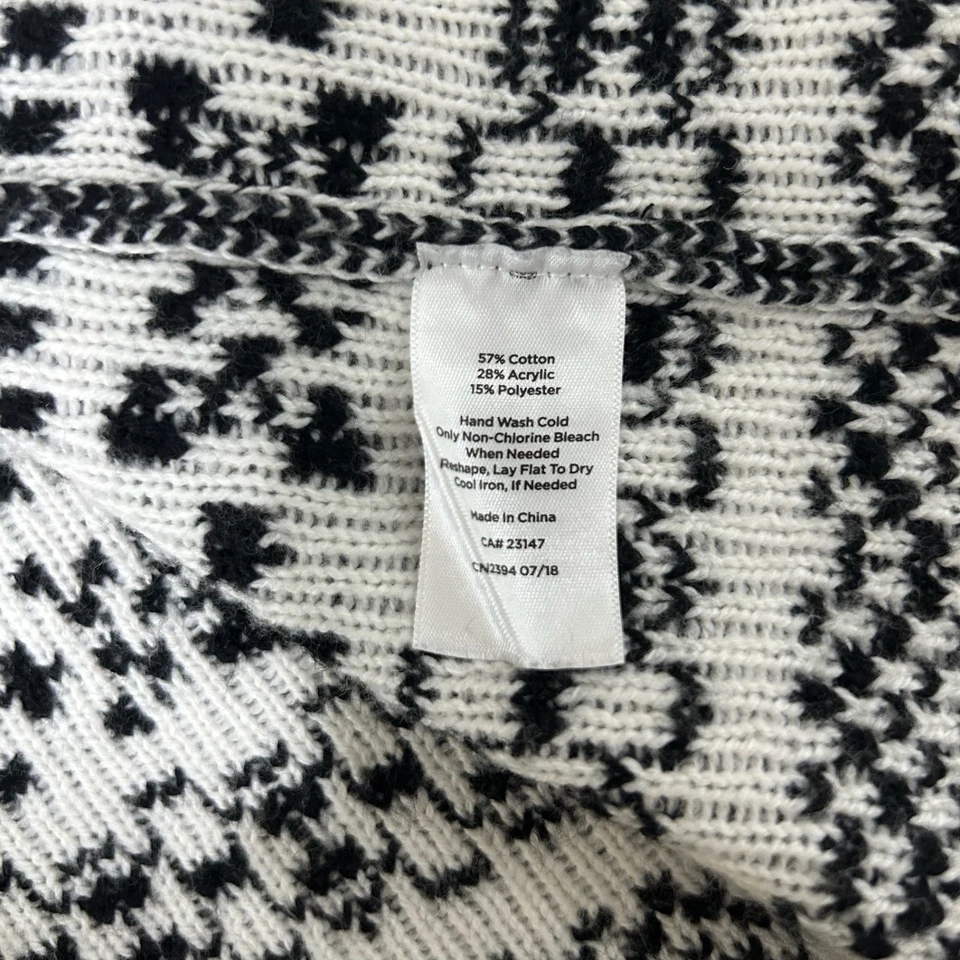 57% Cotton
28% Acrylic
15% Polyester
Hand Wash Cold
Only Non-Chlorine Bleach
When Needed
Reshape, Lay Flat To Dry
Cool Iron, If Needed
Made In China
CA# 23147
CN2394 07/18